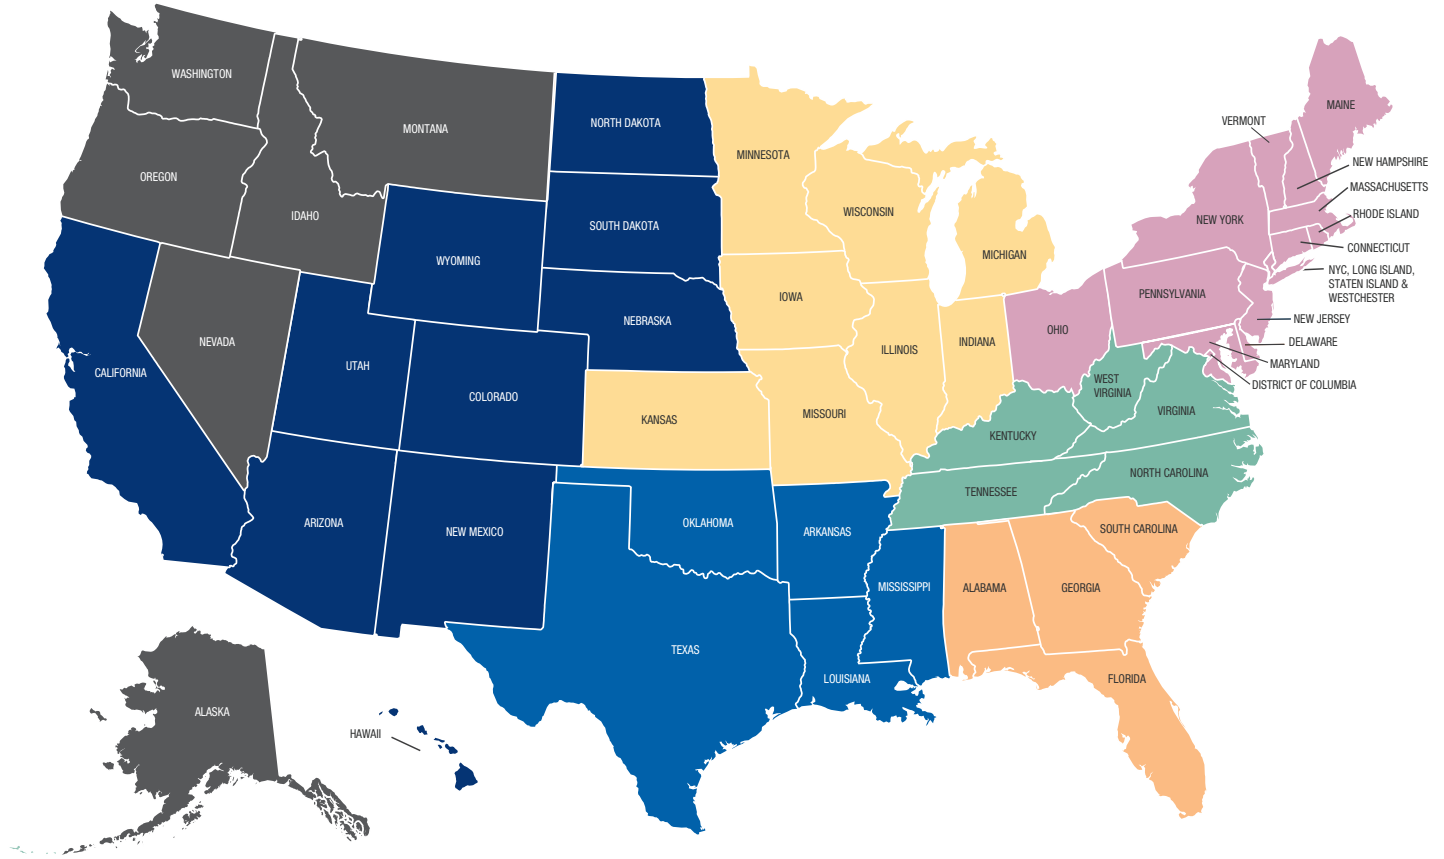 WASHINGTON
MONTANA
NORTH DAKOTA
MINNESOTA
MAINE
VERMONT
NEW HAMPSHIRE
OREGON
IDAHO
SOUTH DAKOTA
WISCONSIN
MICHIGAN
NEW YORK
MASSACHUSETTS
RHODE ISLAND
CONNECTICUT
NYC, LONG ISLAND,
STATEN ISLAND &
WESTCHESTER
WYOMING
NEBRASKA
IOWA
PENNSYLVANIA
NEW JERSEY
NEVADA
UTAH
ILLINOIS
INDIANA
OHIO
DELAWARE
MARYLAND
DISTRICT OF COLUMBIA
CALIFORNIA
COLORADO
KANSAS
MISSOURI
WEST
VIRGINIA
VIRGINIA
KENTUCKY
NORTH CAROLINA
TENNESSEE
ARIZONA
NEW MEXICO
OKLAHOMA
ARKANSAS
SOUTH CAROLINA
MISSISSIPPI
ALABAMA
GEORGIA
TEXAS
LOUISIANA
FLORIDA
ALASKA
HAWAII